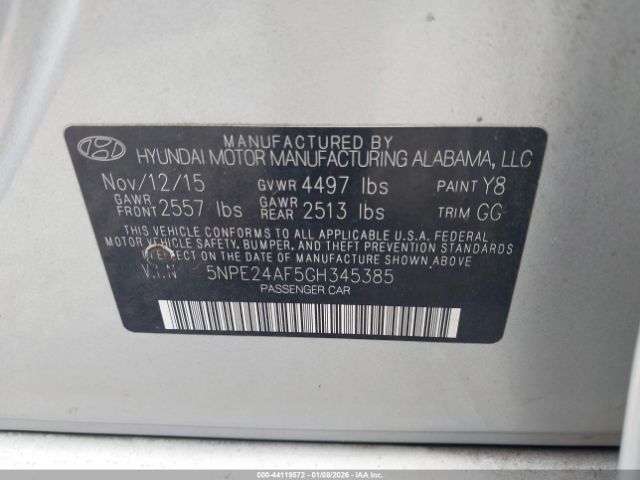 MANUFACTURED BY
HYUNDAI MOTOR MANUFACTURING ALABAMA, LLC
Nov/12/15 GVWR 4497 lbs PAINT Y8
GAWR FRONT 2557 lbs GAWR REAR 2513 lbs TRIM GG
THIS VEHICLE CONFORMS TO ALL APPLICABLE U.S.A. FEDERAL
MOTOR VEHICLE SAFETY, BUMPER, AND THEFT PREVENTION STANDARDS
IN EFFECT ON THE DATE OF MANUFACTURE SHOWN ABOVE.
V.I.N 5NPE24AF5GH345385
PASSENGER CAR
000-44119572 | 01/08/2026 - IAA Inc.